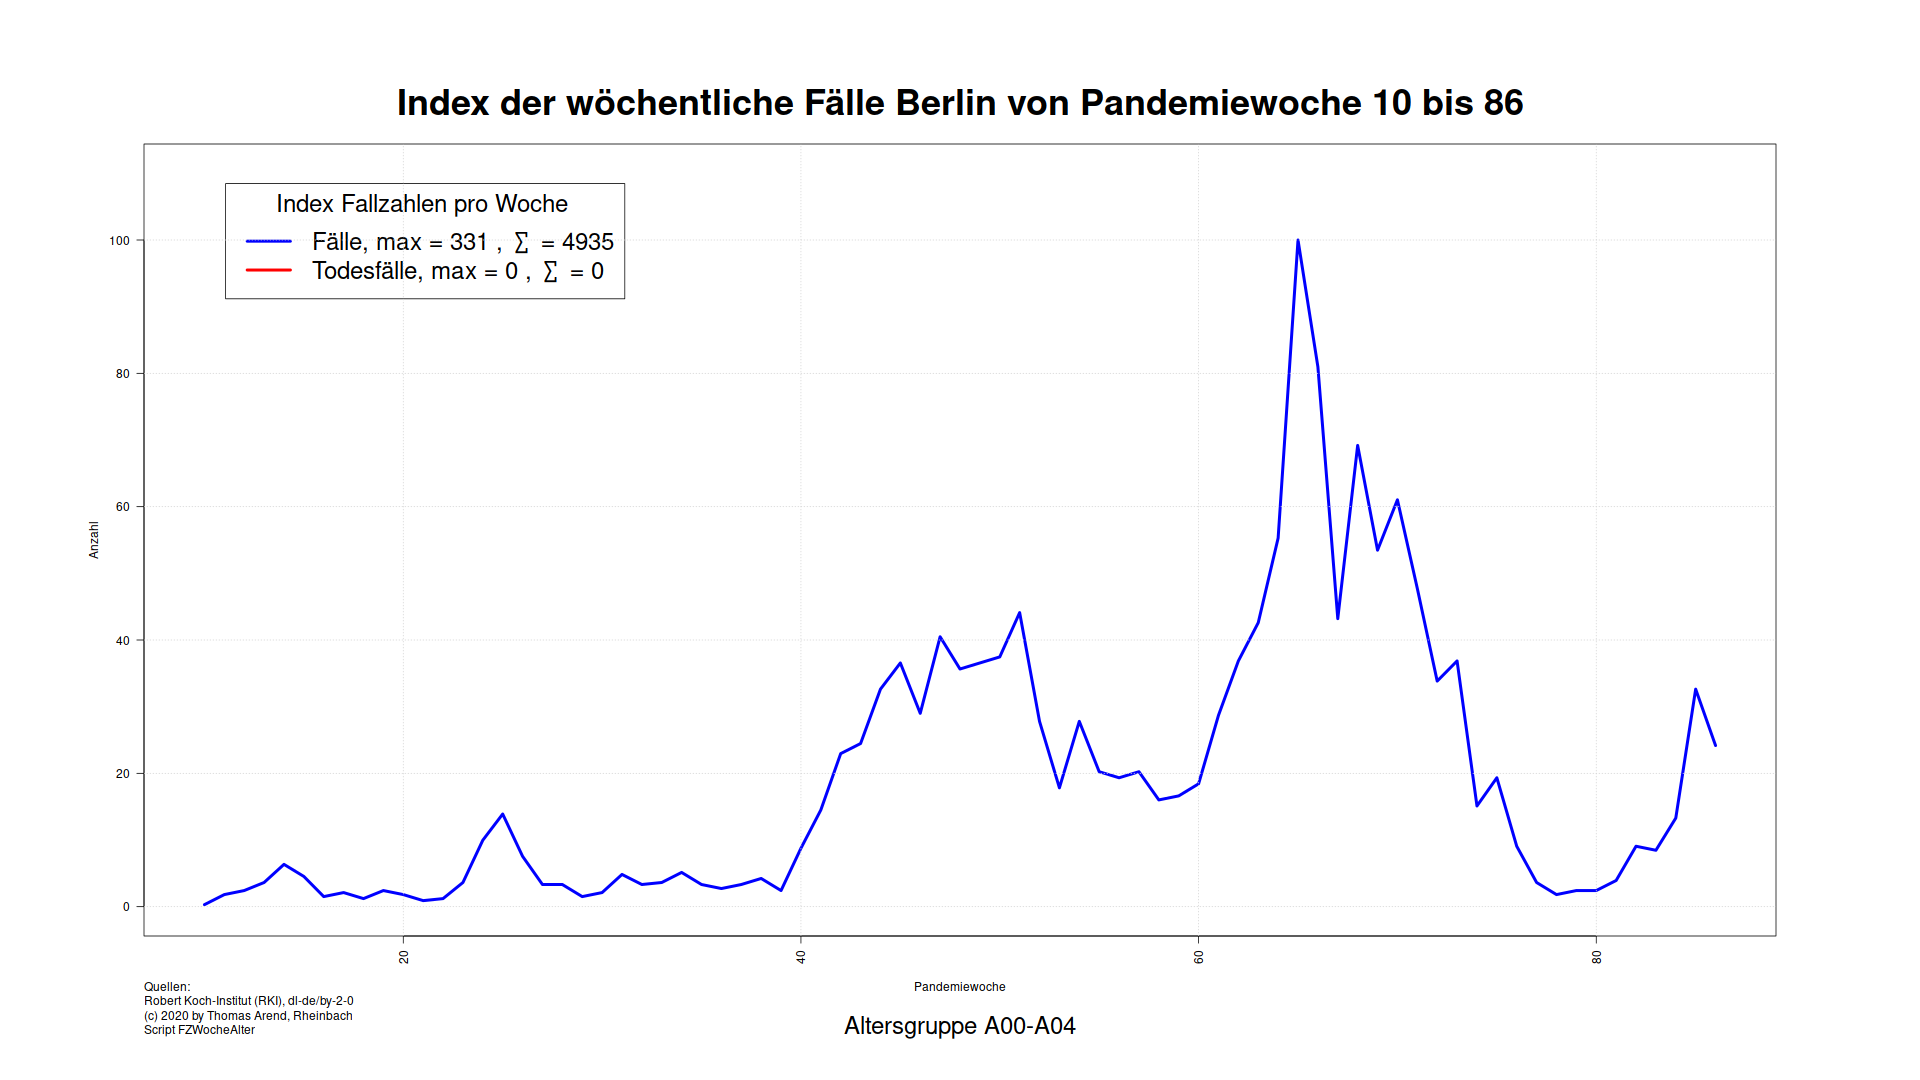 Index der wöchentliche Fälle Berlin von Pandemiewoche 10 bis 86
Index Fallzahlen pro Woche
Fälle, max = 331 , ∑ = 4935
Todesfälle, max = 0 , ∑ = 0
100
80
60
40
20
0
Anzahl
20
40
60
80
Pandemiewoche
Quellen:
Robert Koch-Institut (RKI), dl-de/by-2-0
(c) 2020 by Thomas Arend, Rheinbach
Script FZWocheAlter
Altersgruppe A00-A04